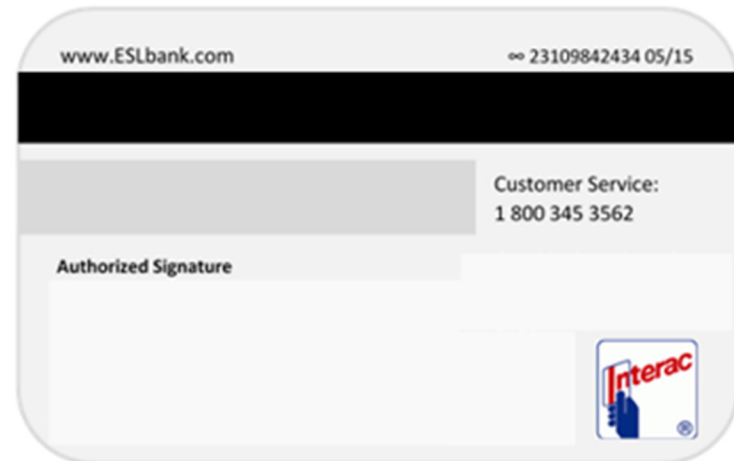 www.ESLbank.com
∞ 23109842434 05/15
Customer Service:
1 800 345 3562
Authorized Signature
Interac
®